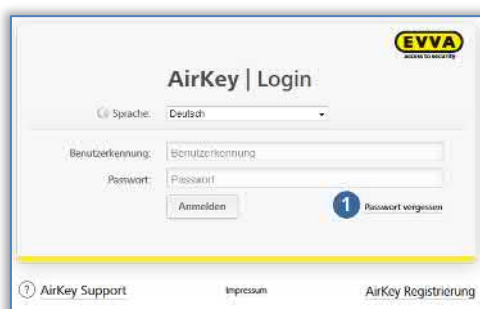 EVVA
access to security
AirKey | Login
Sprache: Deutsch
Benutzerkennung: Benutzerkennung
Passwort: Passwort
Anmelden 1 Passwort vergessen
? AirKey Support Impressum AirKey Registrierung